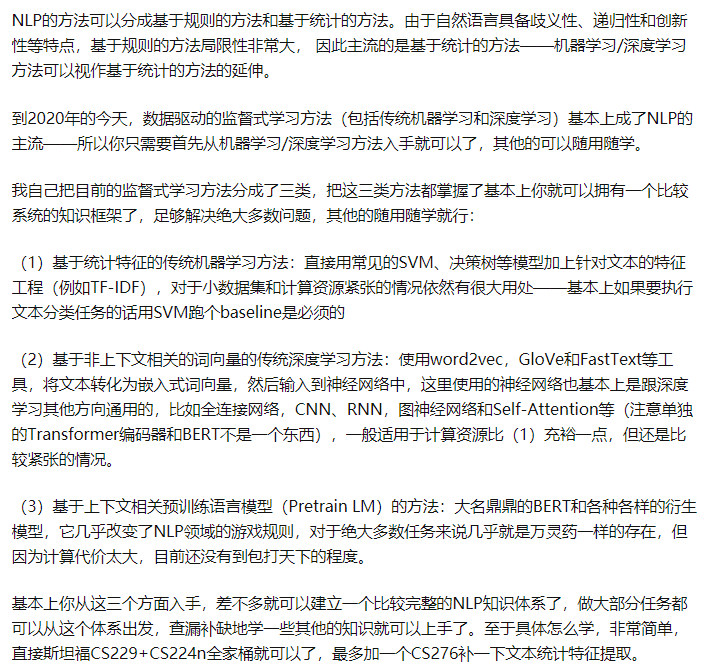 NLP的方法可以分成基于规则的方法和基于统计的方法。由于自然语言具备歧义性、递归性和创新
性等特点，基于规则的方法局限性非常大， 因此主流的是基于统计的方法——机器学习/深度学习
方法可以视作基于统计的方法的延伸。
到2020年的今天，数据驱动的监督式学习方法（包括传统机器学习和深度学习）基本上成了NLP的
主流——所以你只需要首先从机器学习/深度学习方法入手就可以了，其他的可以随用随学。
我自己把目前的监督式学习方法分成了三类，把这三类方法都掌握了基本上你就可以拥有一个比较
系统的知识框架了，足够解决绝大多数问题，其他的随用随学就行：
（1）基于统计特征的传统机器学习方法：直接用常见的SVM、决策树等模型加上针对文本的特征
工程（例如TF-IDF），对于小数据集和计算资源紧张的情况依然有很大用处——基本上如果要执行
文本分类任务的话用SVM跑个baseline是必须的
（2）基于非上下文相关的词向量的传统深度学习方法：使用word2vec，GloVe和FastText等工
具，将文本转化为嵌入式词向量，然后输入到神经网络中，这里使用的神经网络也基本上是跟深度
学习其他方向通用的，比如全连接网络，CNN、RNN，图神经网络和Self-Attention等（注意单独
的Transformer编码器和BERT不是一个东西），一般适用于计算资源比（1）充裕一点，但还是比
较紧张的情况。
（3）基于上下文相关预训练语言模型（Pretrain LM）的方法：大名鼎鼎的BERT和各种各样的衍生
模型，它几乎改变了NLP领域的游戏规则，对于绝大多数任务来说几乎就是万灵药一样的存在，但
因为计算代价太大，目前还没有到包打天下的程度。
基本上你从这三个方面入手，差不多就可以建立一个比较完整的NLP知识体系了，做大部分任务都
可以从这个体系出发，查漏补缺地学一些其他的知识就可以上手了。至于具体怎么学，非常简单，
直接斯坦福CS229+CS224n全家桶就可以了，最多加一个CS276补一下文本统计特征提取。